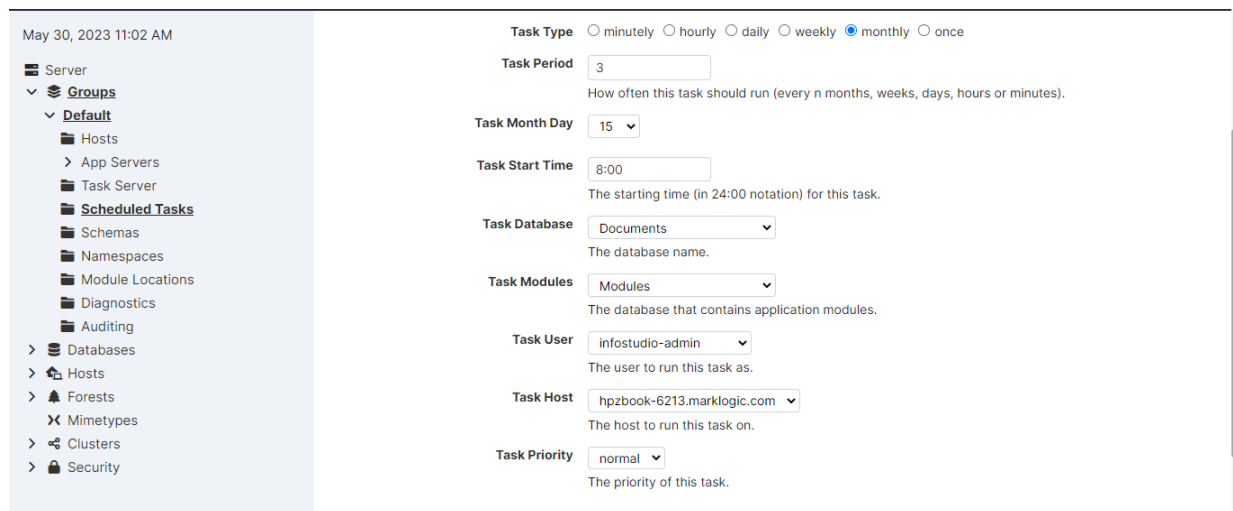 May 30, 2023 11:02 AM
Server
Groups
Default
Hosts
App Servers
Task Server
Scheduled Tasks
Schemas
Namespaces
Module Locations
Diagnostics
Auditing
Databases
Hosts
Forests
Mimetypes
Clusters
Security
Task Type minutely hourly daily weekly monthly once
Task Period 3
How often this task should run (every n months, weeks, days, hours or minutes).
Task Month Day 15
Task Start Time 8:00
The starting time (in 24:00 notation) for this task.
Task Database Documents
The database name.
Task Modules Modules
The database that contains application modules.
Task User infostudio-admin
The user to run this task as.
Task Host hpzbook-6213.marklogic.com
The host to run this task on.
Task Priority normal
The priority of this task.